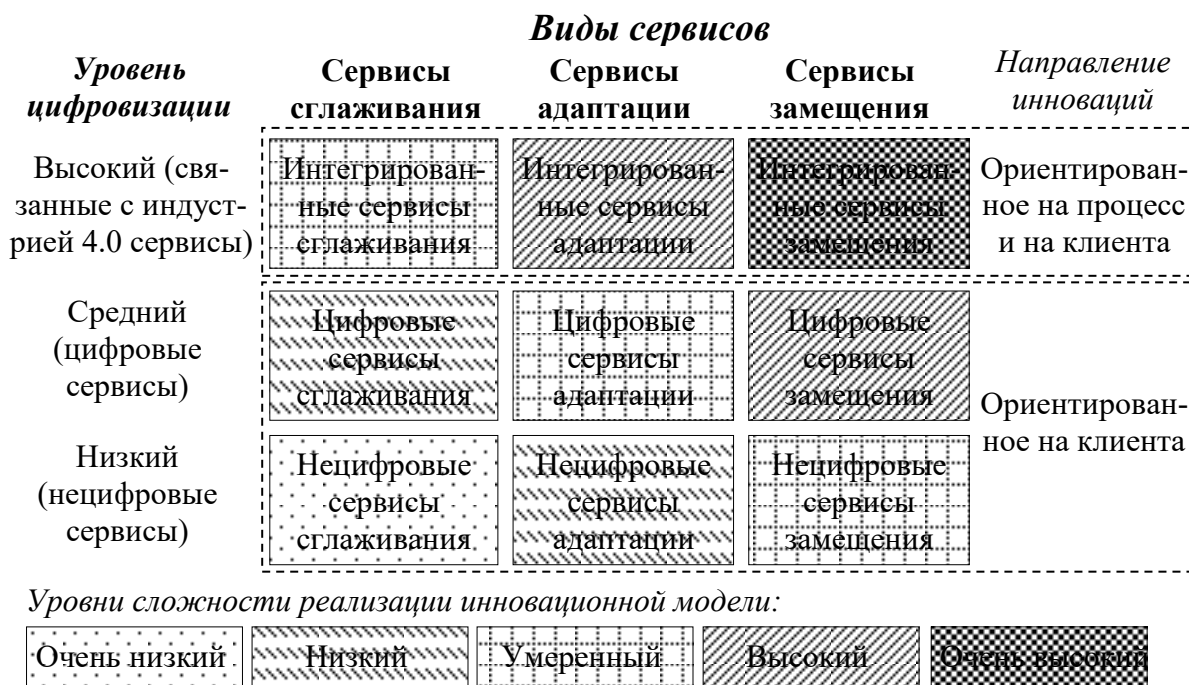 Виды сервисов
Уровень
цифровизации
Сервисы
сглаживания
Сервисы
адаптации
Сервисы
замещения
Направление
инноваций
Высокий (свя-
занные с индуст-
рией 4.0 сервисы)
Интегрирован-
ные сервисы
сглаживания
Интегрирован-
ные сервисы
адаптации
Интегрирован-
ные сервисы
замещения
Ориентирован-
ное на процесс
и на клиента
Средний
(цифровые
сервисы)
Цифровые
сервисы
сглаживания
Цифровые
сервисы
адаптации
Цифровые
сервисы
замещения
Ориентирован-
ное на клиента
Низкий
(нецифровые
сервисы)
Нецифровые
сервисы
сглаживания
Нецифровые
сервисы
адаптации
Нецифровые
сервисы
замещения
Уровни сложности реализации инновационной модели:
Очень низкий
Низкий
Умеренный
Высокий
Очень высокий